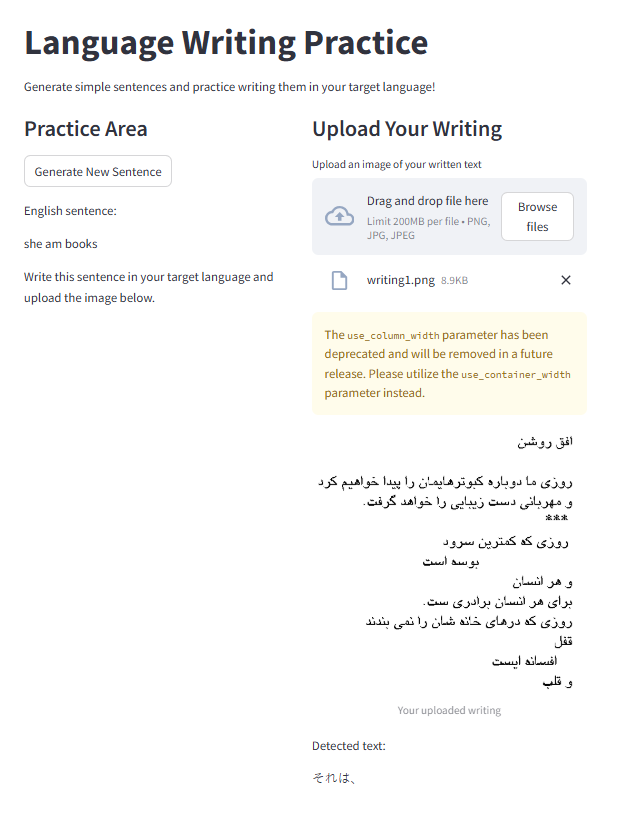 Language Writing Practice
Generate simple sentences and practice writing them in your target language!
Practice Area
Generate New Sentence
English sentence:
she am books
Write this sentence in your target language and
upload the image below.
Upload Your Writing
Upload an image of your written text
Drag and drop file here
Limit 200MB per file • PNG,
JPG, JPEG
Browse
files
writing1.png 8.9KB
The use_column_width parameter has been
deprecated and will be removed in a future
release. Please utilize the use_container_width
parameter instead.
افق روشن
روزی ما دوباره کبوترهایمان را پیدا خواهیم کرد
و مهربانی دست زیبایی را خواهد گرفت.
***
روزی که کمترین سرود
بوسه است
و هر انسان
برای هر انسان برادری ست.
روزی که درهای خانه شان را نمی بندند
قفل
افسانه ایست
و قلب
Your uploaded writing
Detected text:
それは、